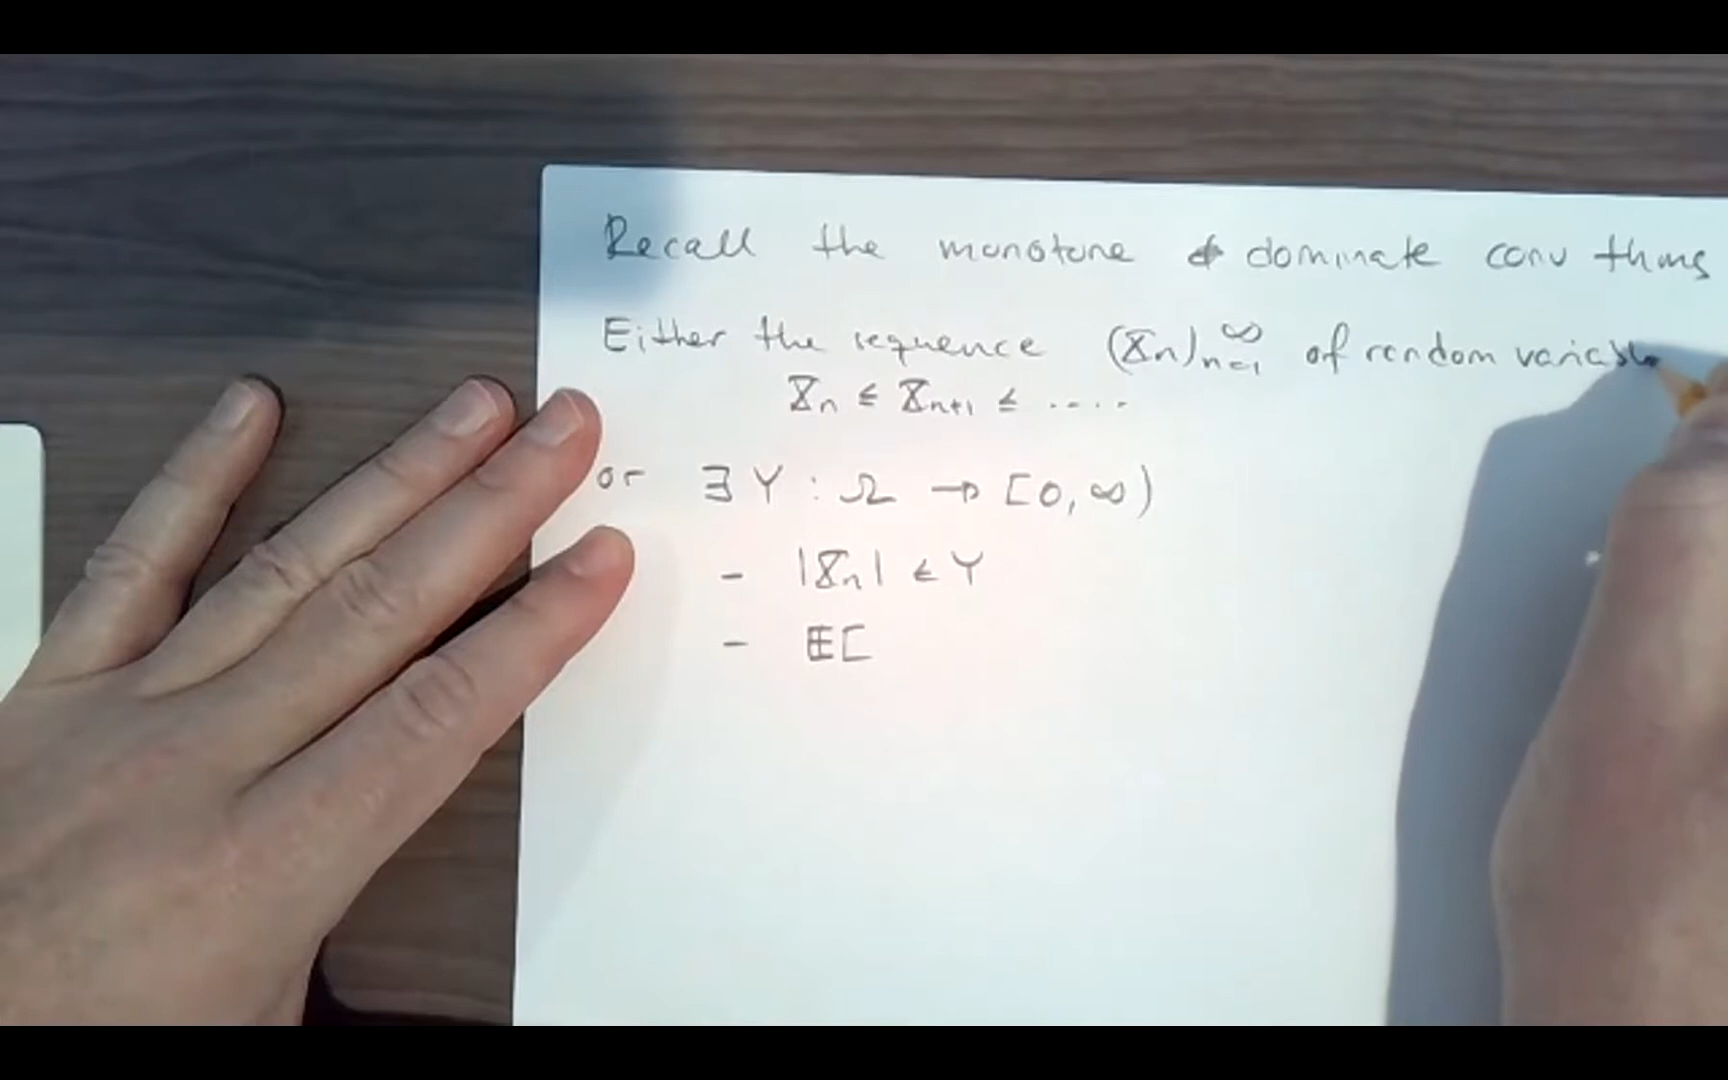 Recall the monotone & dominate conv thms
Either the sequence (Xn)_{n=1}^∞ of random variable
Xn ≤ Xn+1 ≤ ....
or ∃ Y : Ω → [0, ∞)
- |Xn| ≤ Y
- E[